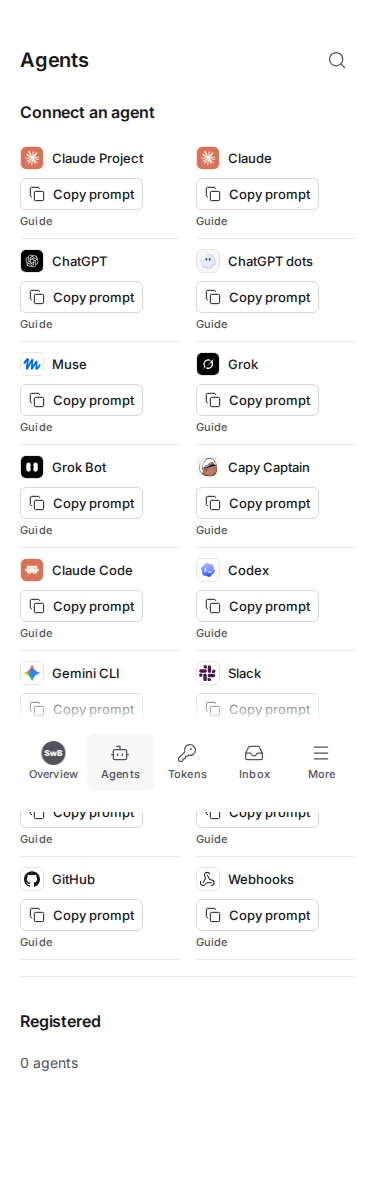 Agents
Connect an agent
Claude Project
Claude
Copy prompt
Copy prompt
Guide
Guide
ChatGPT
ChatGPT dots
Copy prompt
Copy prompt
Guide
Guide
Muse
Grok
Copy prompt
Copy prompt
Guide
Guide
Grok Bot
Capy Captain
Copy prompt
Copy prompt
Guide
Guide
Claude Code
Codex
Copy prompt
Copy prompt
Guide
Guide
Gemini CLI
Slack
Copy prompt
Copy prompt
SwB
Overview
Agents
Tokens
Inbox
More
Copy prompt
Copy prompt
Guide
Guide
GitHub
Webhooks
Copy prompt
Copy prompt
Guide
Guide
Registered
0 agents